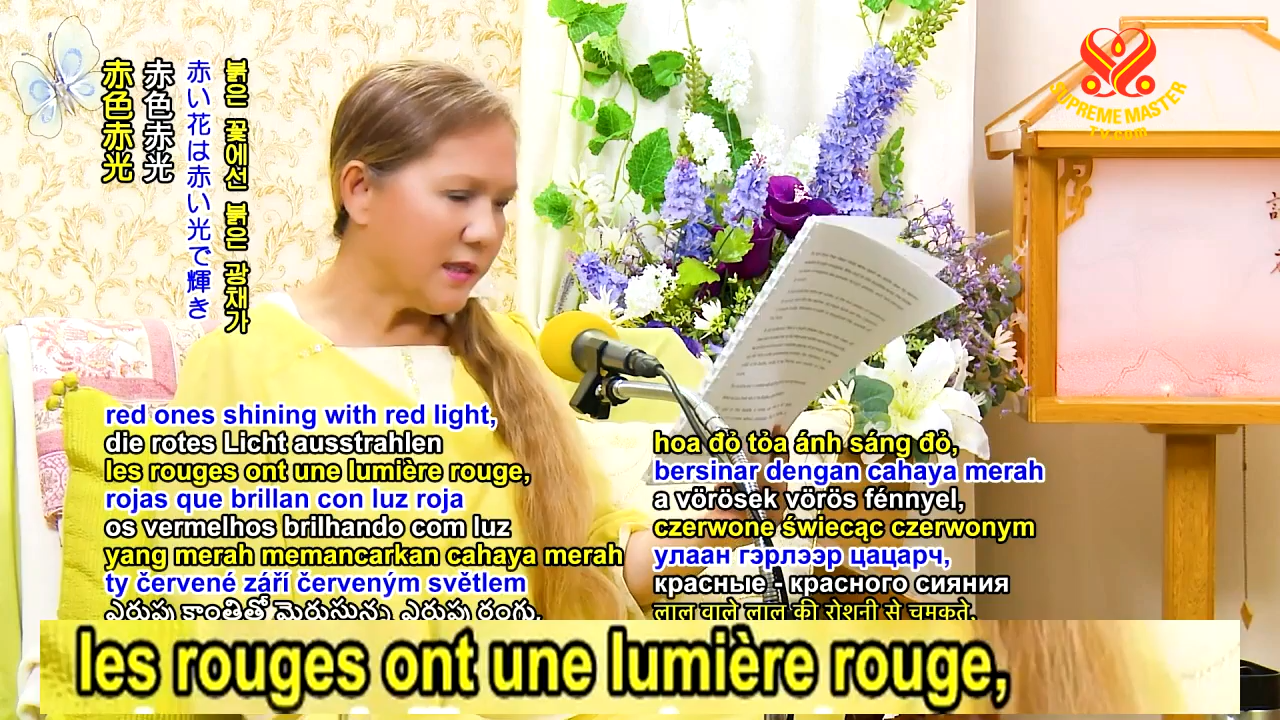 赤色赤光
赤色赤光
赤い花は赤い光で輝き
붉은 꽃에선 붉은 광채가
SUPREME MASTER
TV.com
red ones shining with red light,
die rotes Licht ausstrahlen
les rouges ont une lumière rouge,
rojas que brillan con luz roja
os vermelhos brilhando com luz
yang merah memancarkan cahaya merah
ty červené září červeným světlem
ఎరుపు కాంతితో మెరుస్తున్న ఎరుపు రంగు,
hoa đỏ tỏa ánh sáng đỏ,
bersinar dengan cahaya merah
a vörösek vörös fénnyel,
czerwone świecąc czerwonym
улаан гэрлээр цацарч,
красные - красного сияния
लाल वाले लाल की रोशनी से चमकते,
les rouges ont une lumière rouge,